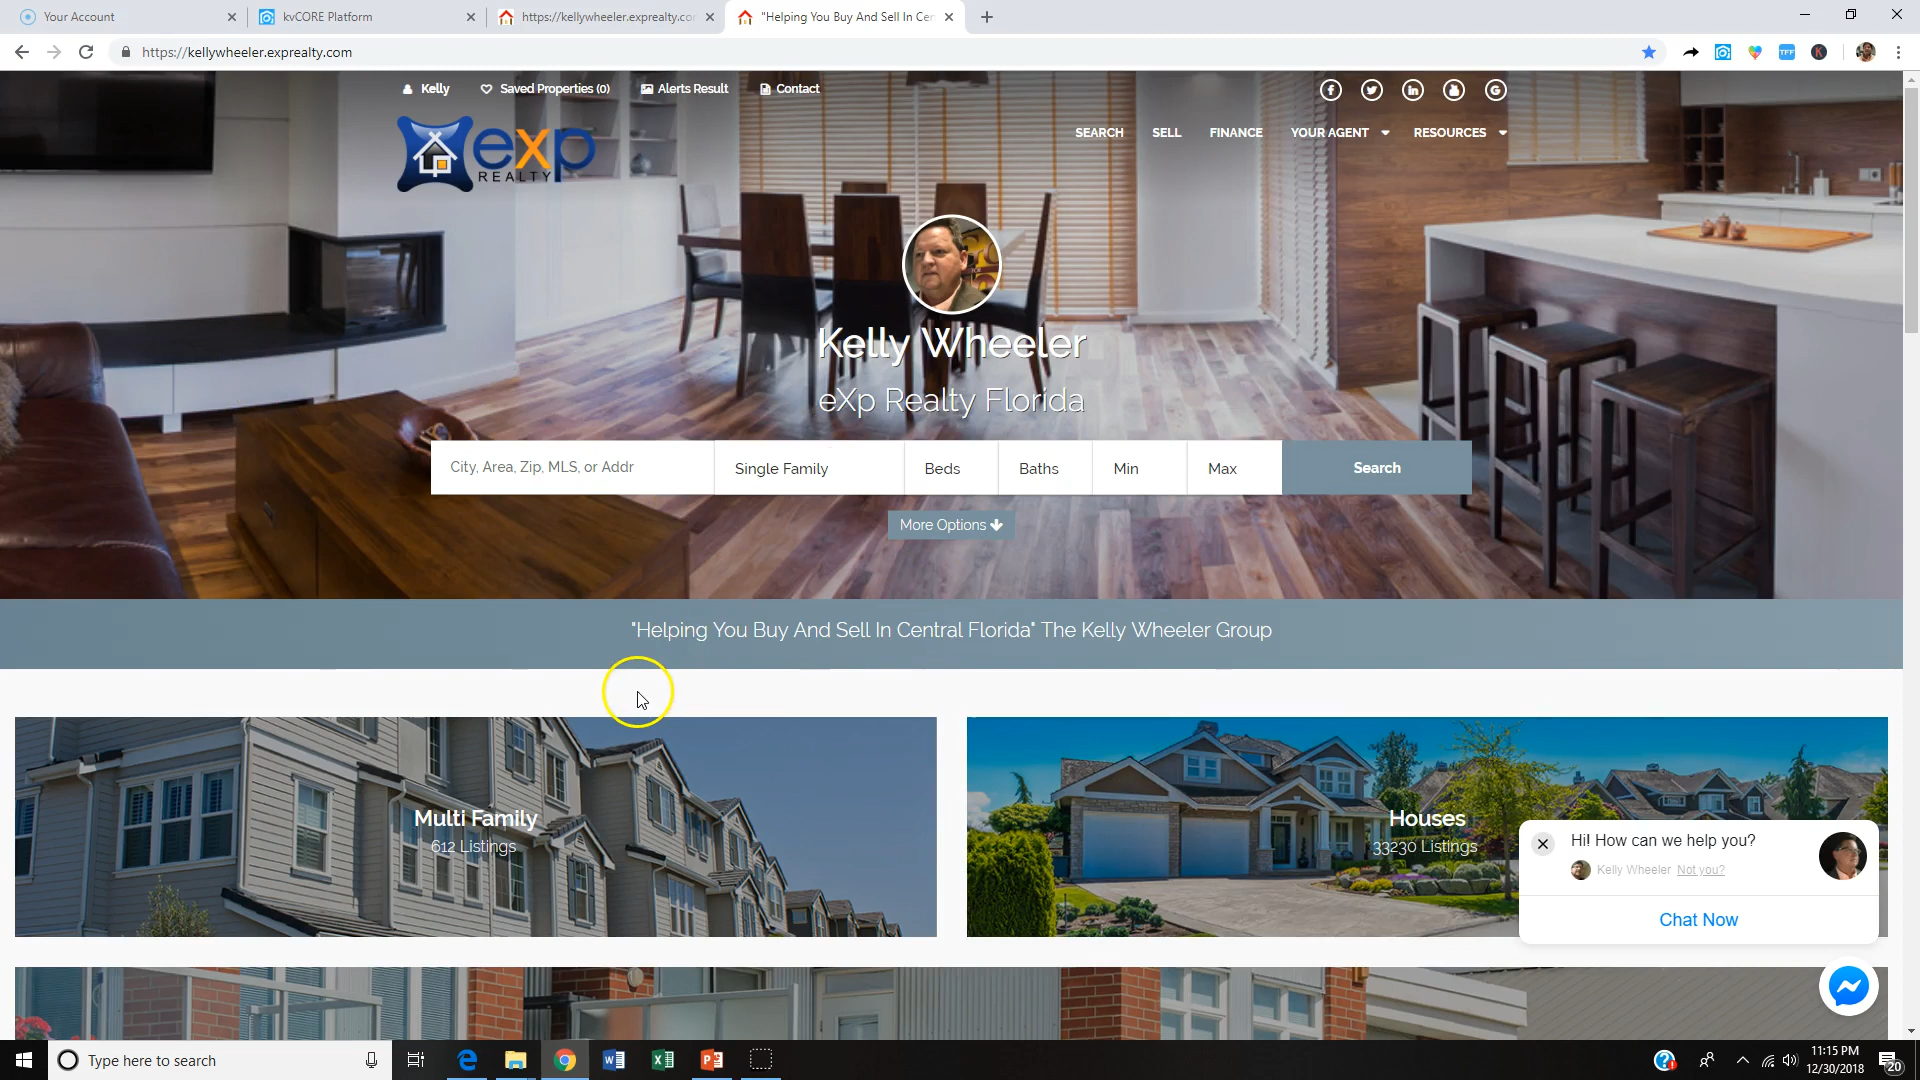 Your Account
kvCORE Platform
https://kellywheeler.exprealty.co
"Helping You Buy And Sell In Cen
https://kellywheeler.exprealty.com
TFF
K
Kelly
Saved Properties (0)
Alerts Result
Contact
exp
REALTY
SEARCH
SELL
FINANCE
YOUR AGENT
RESOURCES
Kelly Wheeler
eXp Realty Florida
City, Area, Zip, MLS, or Addr
Single Family
Beds
Baths
Min
Max
Search
More Options
"Helping You Buy And Sell In Central Florida" The Kelly Wheeler Group
Multi Family
612 Listings
Houses
33230 Listings
Hi! How can we help you?
Kelly Wheeler Not you?
Chat Now
Type here to search
11:15 PM
12/30/2018
20